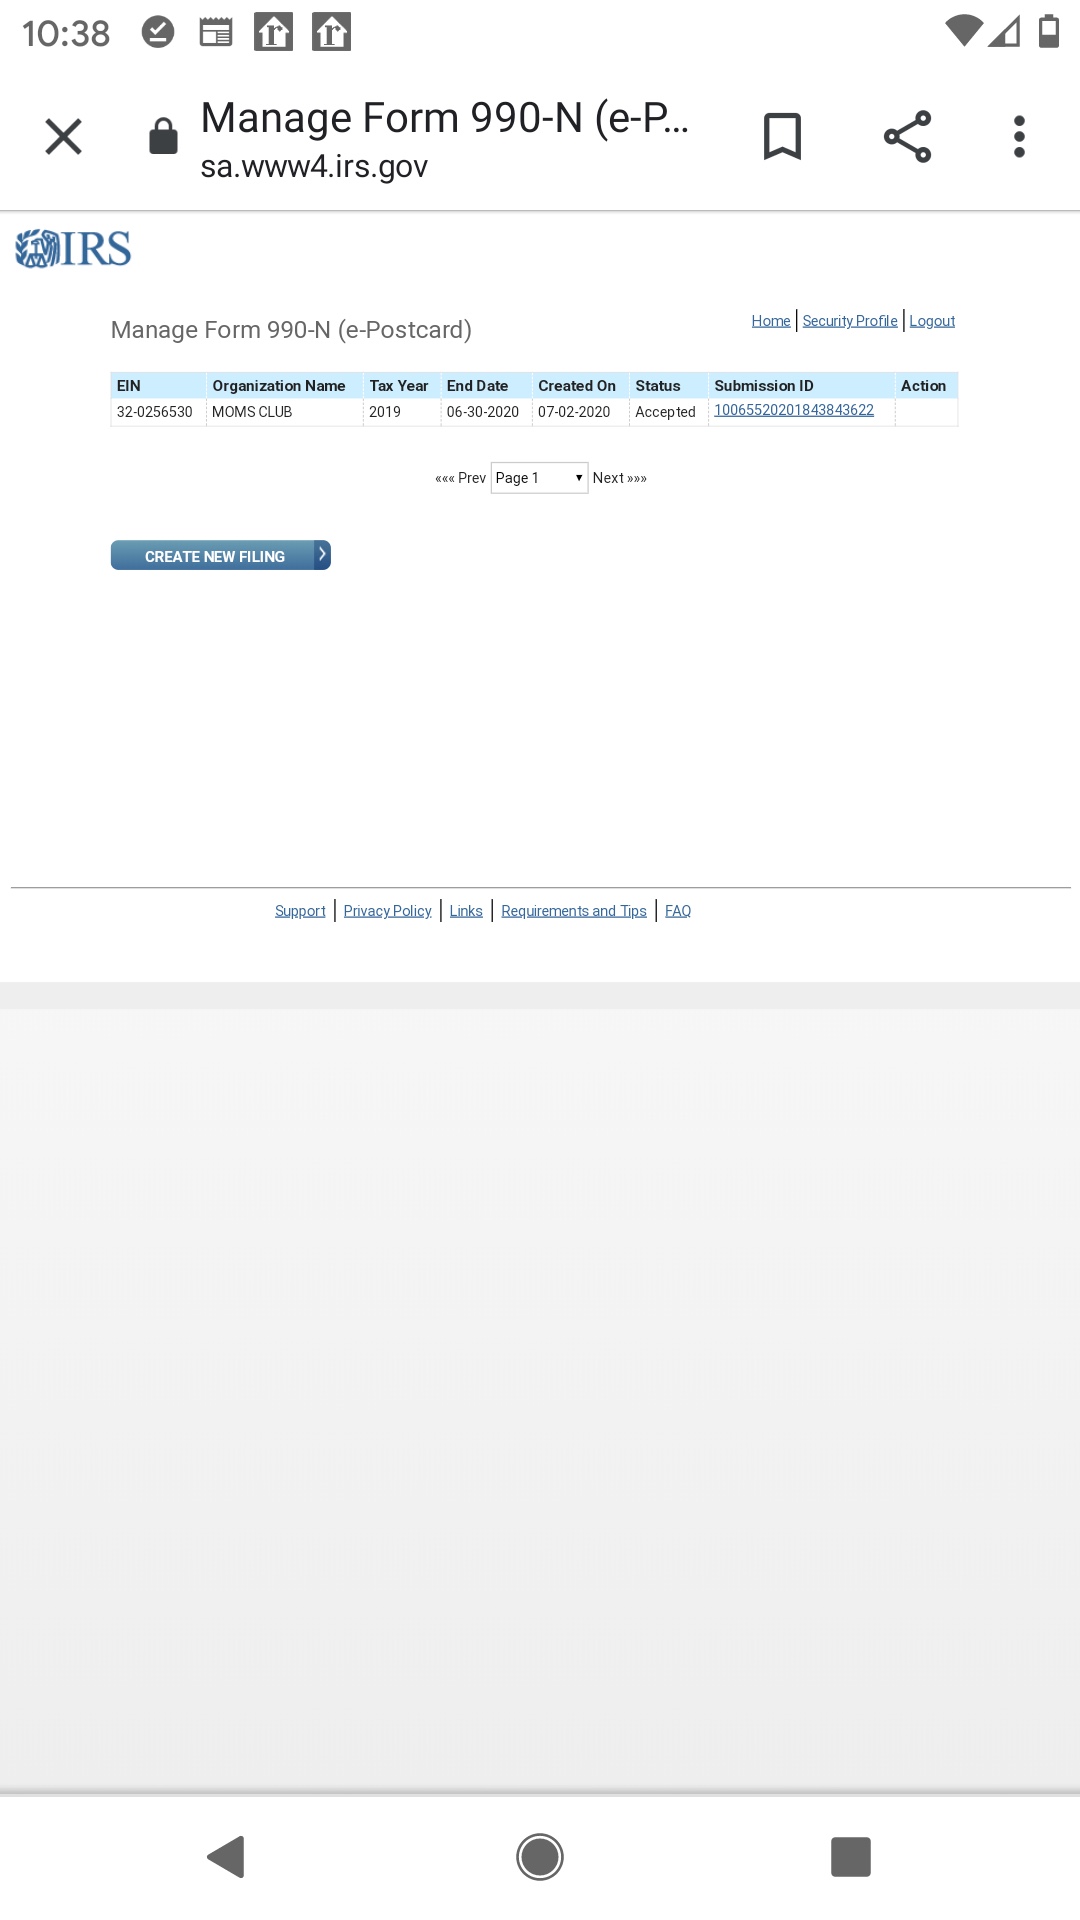 10:38
Manage Form 990-N (e-P...
sa.www4.irs.gov
IRS
Manage Form 990-N (e-Postcard)
Home | Security Profile | Logout
EIN Organization Name Tax Year End Date Created On Status Submission ID Action
32-0256530 MOMS CLUB 2019 06-30-2020 07-02-2020 Accepted 10065520201843843622
««« Prev Page 1 Next »»»
CREATE NEW FILING
Support | Privacy Policy | Links | Requirements and Tips | FAQ